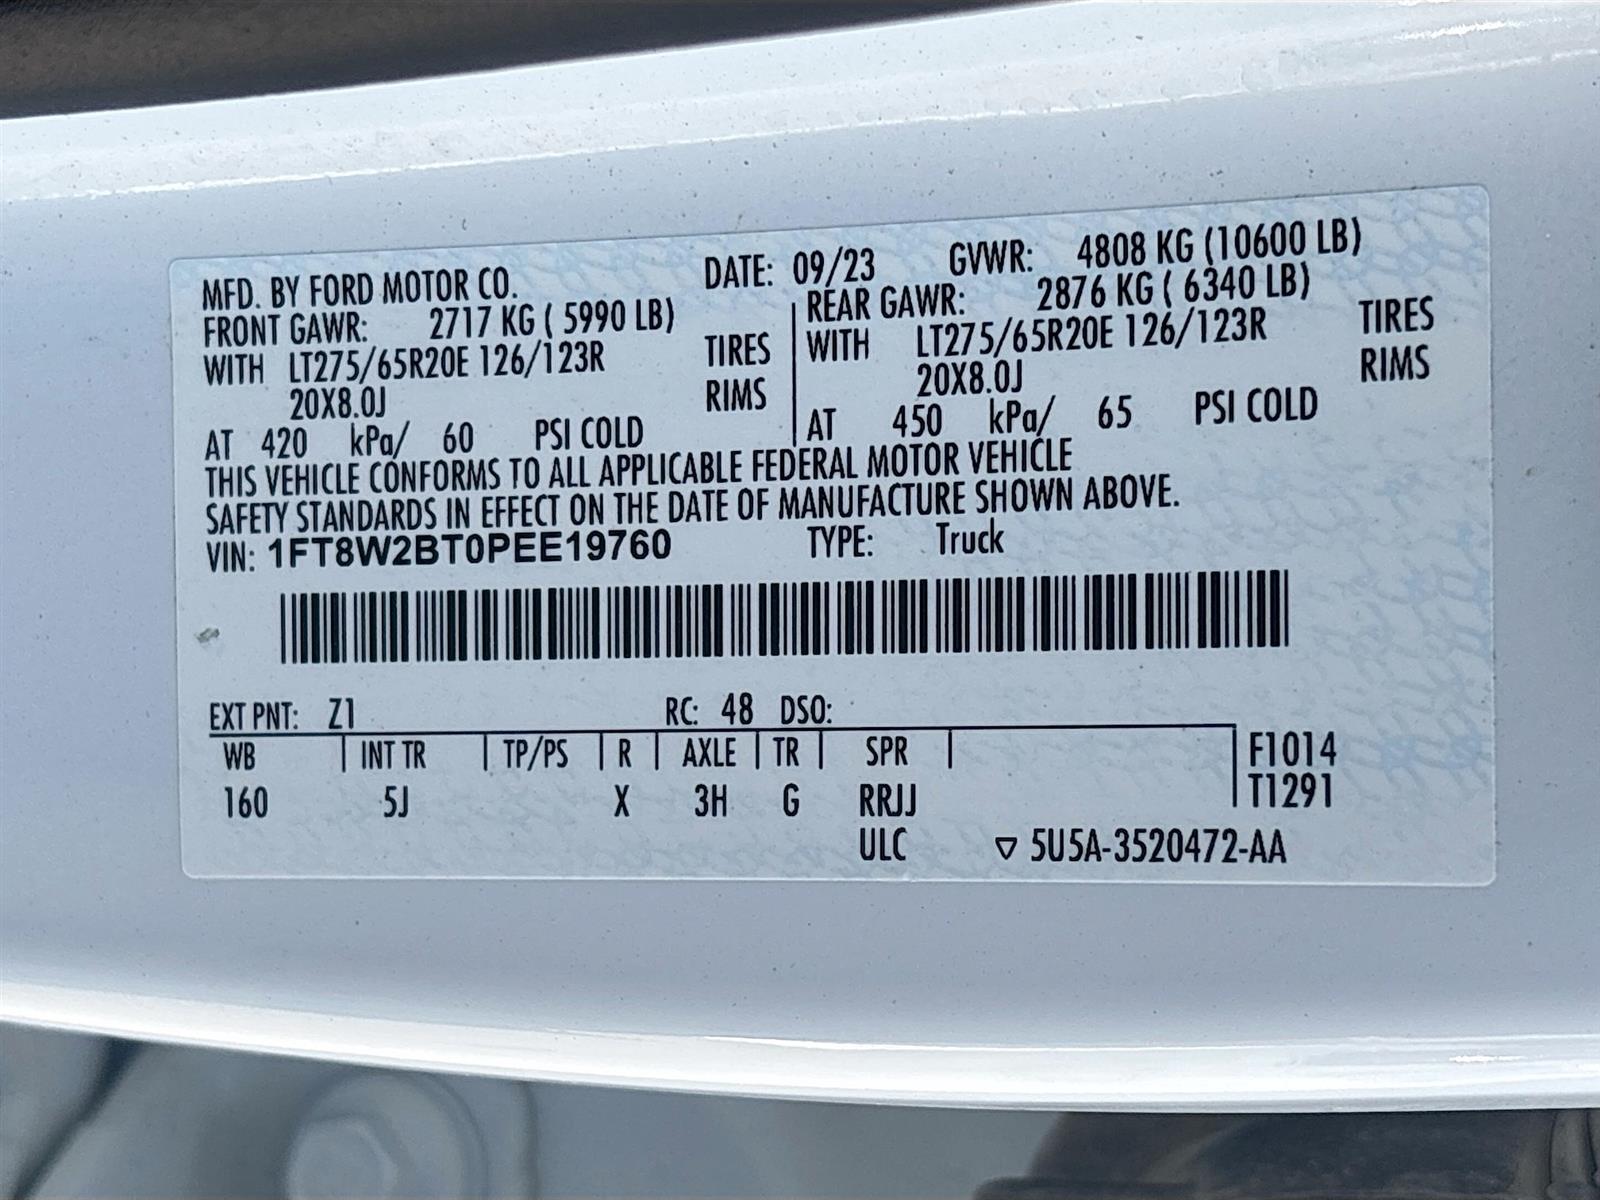 MFD. BY FORD MOTOR CO. DATE: 09/23 GVWR: 4808 KG (10600 LB)
FRONT GAWR: 2717 KG ( 5990 LB) REAR GAWR: 2876 KG ( 6340 LB)
WITH LT275/65R20E 126/123R TIRES WITH LT275/65R20E 126/123R TIRES
20X8.0J RIMS 20X8.0J RIMS
AT 420 kPa/ 60 PSI COLD AT 450 kPa/ 65 PSI COLD
THIS VEHICLE CONFORMS TO ALL APPLICABLE FEDERAL MOTOR VEHICLE
SAFETY STANDARDS IN EFFECT ON THE DATE OF MANUFACTURE SHOWN ABOVE.
VIN: 1FT8W2BT0PEE19760 TYPE: Truck
EXT PNT: Z1 RC: 48 DSO:
WB INT TR TP/PS R AXLE TR SPR F1014
160 5J X 3H G RRJJ T1291
ULC ▽ 5U5A-3520472-AA